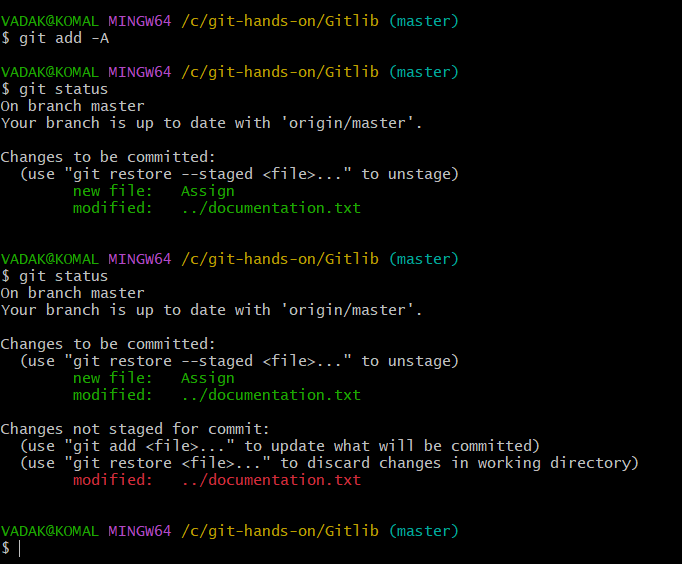 VADAK@KOMAL MINGW64 /c/git-hands-on/Gitlib (master)
$ git add -A
VADAK@KOMAL MINGW64 /c/git-hands-on/Gitlib (master)
$ git status
On branch master
Your branch is up to date with 'origin/master'.
Changes to be committed:
  (use "git restore --staged <file>..." to unstage)
        new file:   Assign
        modified:   ../documentation.txt
VADAK@KOMAL MINGW64 /c/git-hands-on/Gitlib (master)
$ git status
On branch master
Your branch is up to date with 'origin/master'.
Changes to be committed:
  (use "git restore --staged <file>..." to unstage)
        new file:   Assign
        modified:   ../documentation.txt
Changes not staged for commit:
  (use "git add <file>..." to update what will be committed)
  (use "git restore <file>..." to discard changes in working directory)
        modified:   ../documentation.txt
VADAK@KOMAL MINGW64 /c/git-hands-on/Gitlib (master)
$